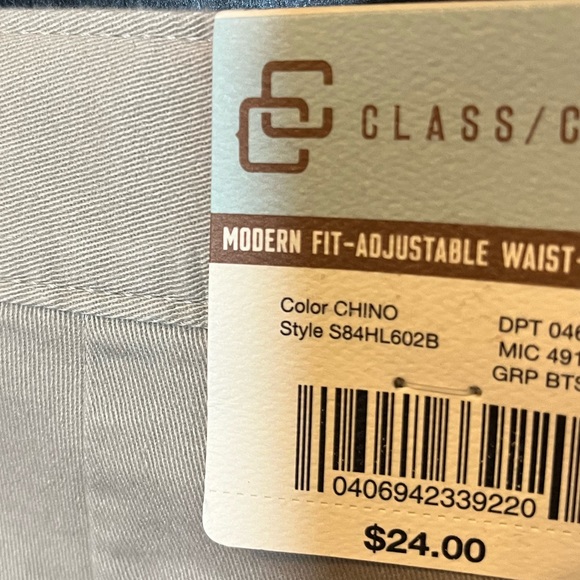 CLASS/C
MODERN FIT-ADJUSTABLE WAIST-
Color CHINO
Style S84HL602B
DPT 046
MIC 491
GRP BTS
0406942339220
$24.00